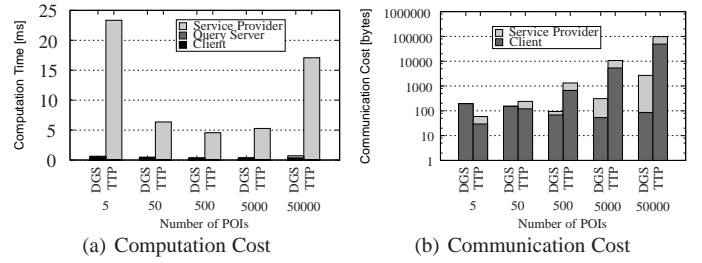 Computation Time [ms]
25
20
15
10
5
0
Service Provider
Query Server
Client
DGS TTP DGS TTP DGS TTP DGS TTP DGS TTP
5 50 500 5000 50000
Number of POIs
(a) Computation Cost
Communication Cost [bytes]
1000000
100000
10000
1000
100
10
1
Service Provider
Client
DGS TTP DGS TTP DGS TTP DGS TTP DGS TTP
5 50 500 5000 50000
Number of POIs
(b) Communication Cost